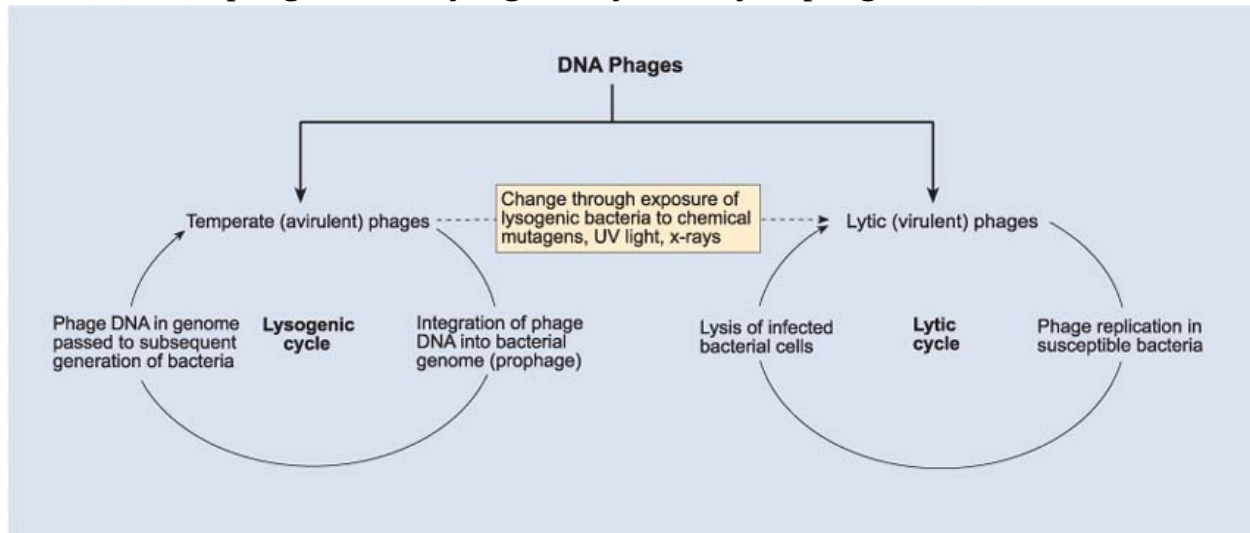 DNA Phages
Temperate (avirulent) phages
Change through exposure of
lysogenic bacteria to chemical
mutagens, UV light, x-rays
Lytic (virulent) phages
Phage DNA in genome
passed to subsequent
generation of bacteria
Lysogenic
cycle
Integration of phage
DNA into bacterial
genome (prophage)
Lysis of infected
bacterial cells
Lytic
cycle
Phage replication in
susceptible bacteria